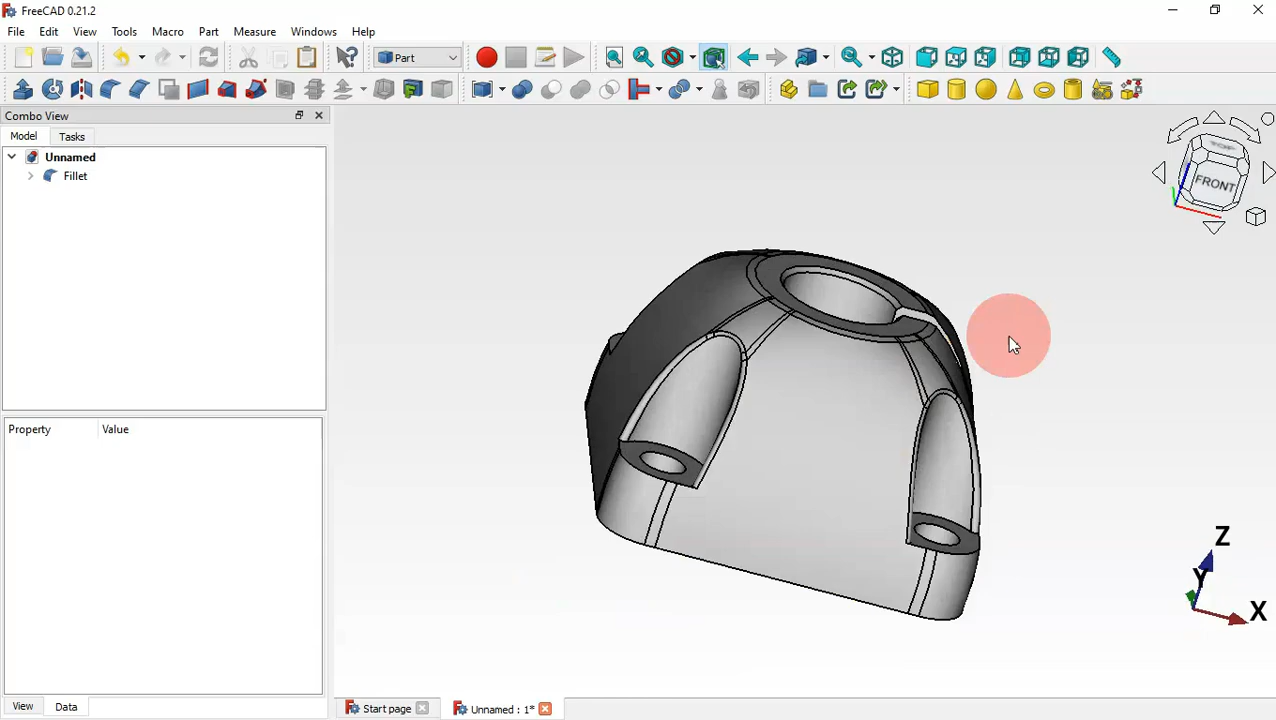 FreeCAD 0.21.2
File Edit View Tools Macro Part Measure Windows Help
Part
Combo View
Model Tasks
Unnamed
Fillet
TOP
FRONT
Property Value
Z
Y
X
View Data
Start page Unnamed : 1*